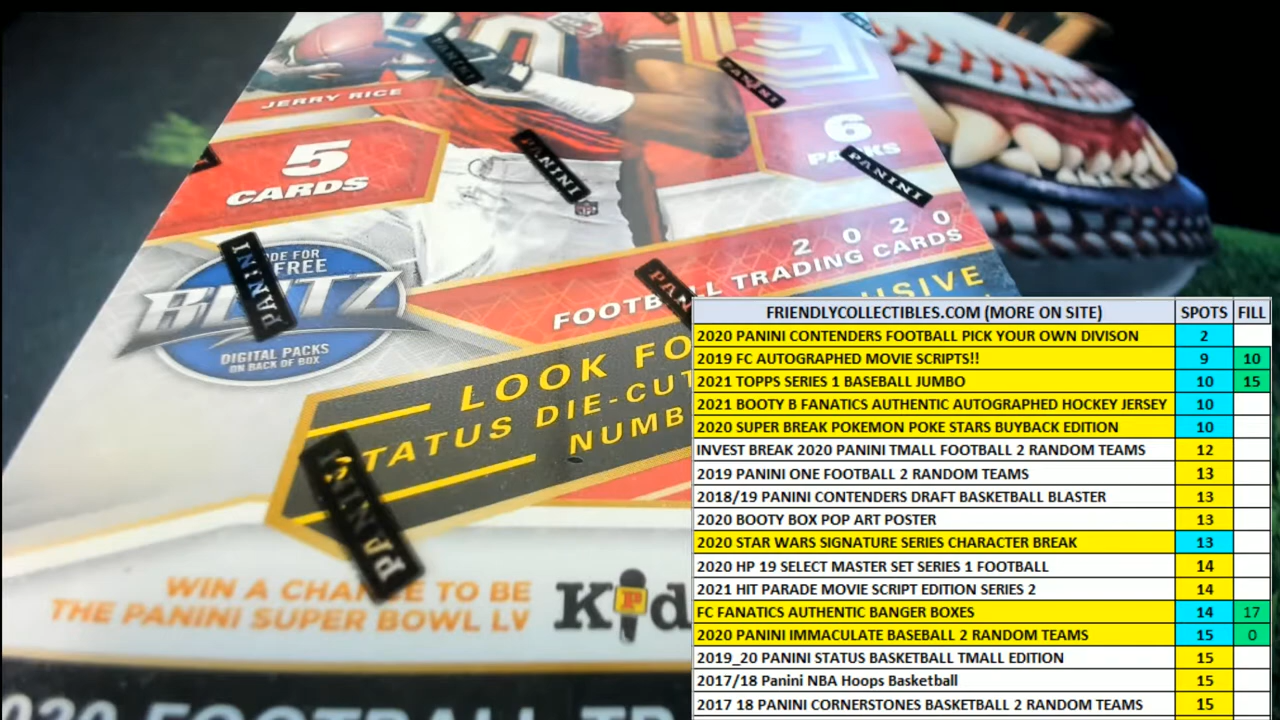 JERRY RICE
5
CARDS
6
PACKS
PANINI
PANINI
PANINI
PANINI
PANINI
PANINI
FREE
BLITZ
DIGITAL PACKS
ON BACK OF BOX
2020
FOOTBALL TRADING CARDS
LOOK FO
STATUS DIE-CUT
NUMB
WIN A CHANCE TO BE
THE PANINI SUPER BOWL LV
Kid
FRIENDLYCOLLECTIBLES.COM (MORE ON SITE) SPOTS FILL
2020 PANINI CONTENDERS FOOTBALL PICK YOUR OWN DIVISON 2
2019 FC AUTOGRAPHED MOVIE SCRIPTS!! 9 10
2021 TOPPS SERIES 1 BASEBALL JUMBO 10 15
2021 BOOTY B FANATICS AUTHENTIC AUTOGRAPHED HOCKEY JERSEY 10
2020 SUPER BREAK POKEMON POKE STARS BUYBACK EDITION 10
INVEST BREAK 2020 PANINI TMALL FOOTBALL 2 RANDOM TEAMS 12
2019 PANINI ONE FOOTBALL 2 RANDOM TEAMS 13
2018/19 PANINI CONTENDERS DRAFT BASKETBALL BLASTER 13
2020 BOOTY BOX POP ART POSTER 13
2020 STAR WARS SIGNATURE SERIES CHARACTER BREAK 13
2020 HP 19 SELECT MASTER SET SERIES 1 FOOTBALL 14
2021 HIT PARADE MOVIE SCRIPT EDITION SERIES 2 14
FC FANATICS AUTHENTIC BANGER BOXES 14 17
2020 PANINI IMMACULATE BASEBALL 2 RANDOM TEAMS 15 0
2019_20 PANINI STATUS BASKETBALL TMALL EDITION 15
2017/18 Panini NBA Hoops Basketball 15
2017 18 PANINI CORNERSTONES BASKETBALL 2 RANDOM TEAMS 15